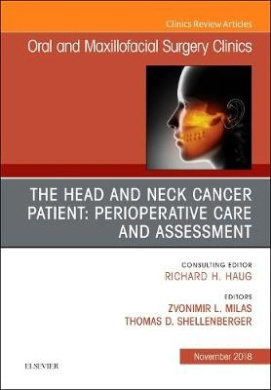 Clinics Review Articles
Oral and Maxillofacial Surgery Clinics
THE HEAD AND NECK CANCER
PATIENT: PERIOPERATIVE CARE
AND ASSESSMENT
CONSULTING EDITOR
RICHARD H. HAUG
EDITORS
ZVONIMIR L. MILAS
THOMAS D. SHELLENBERGER
ELSEVIER
November 2018